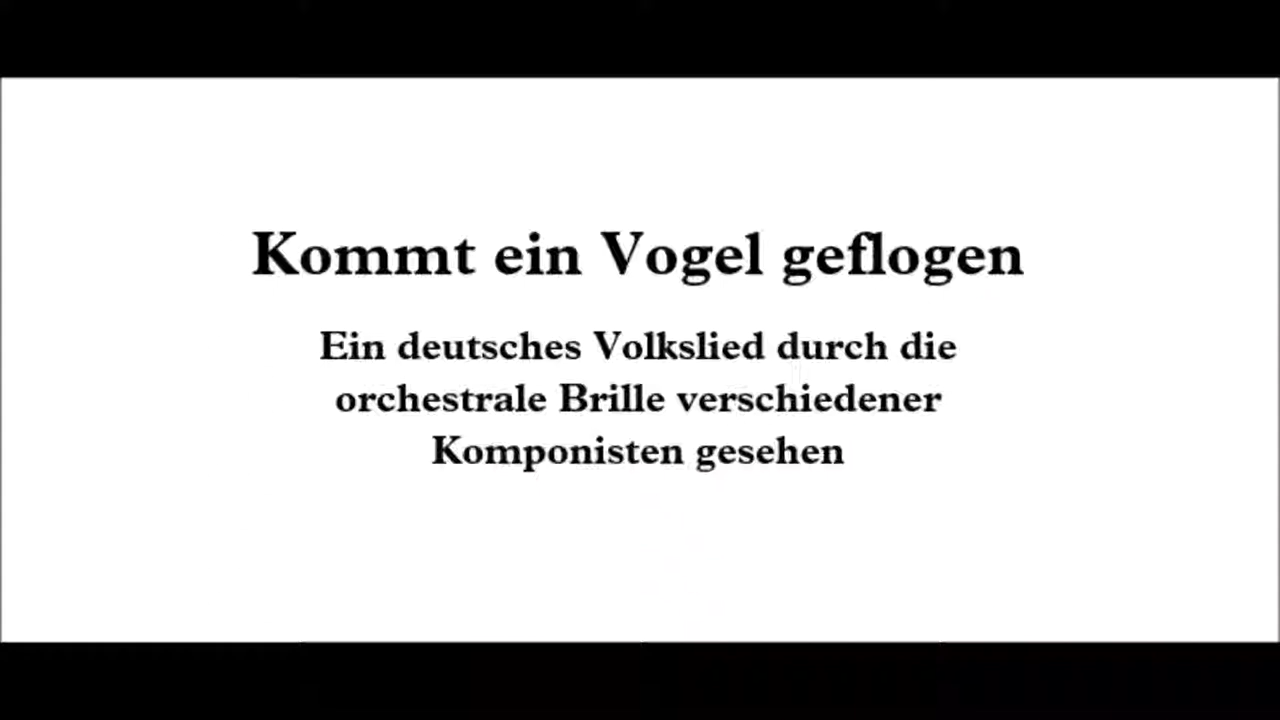 Kommt ein Vogel geflogen
Ein deutsches Volkslied durch die
orchestrale Brille verschiedener
Komponisten gesehen